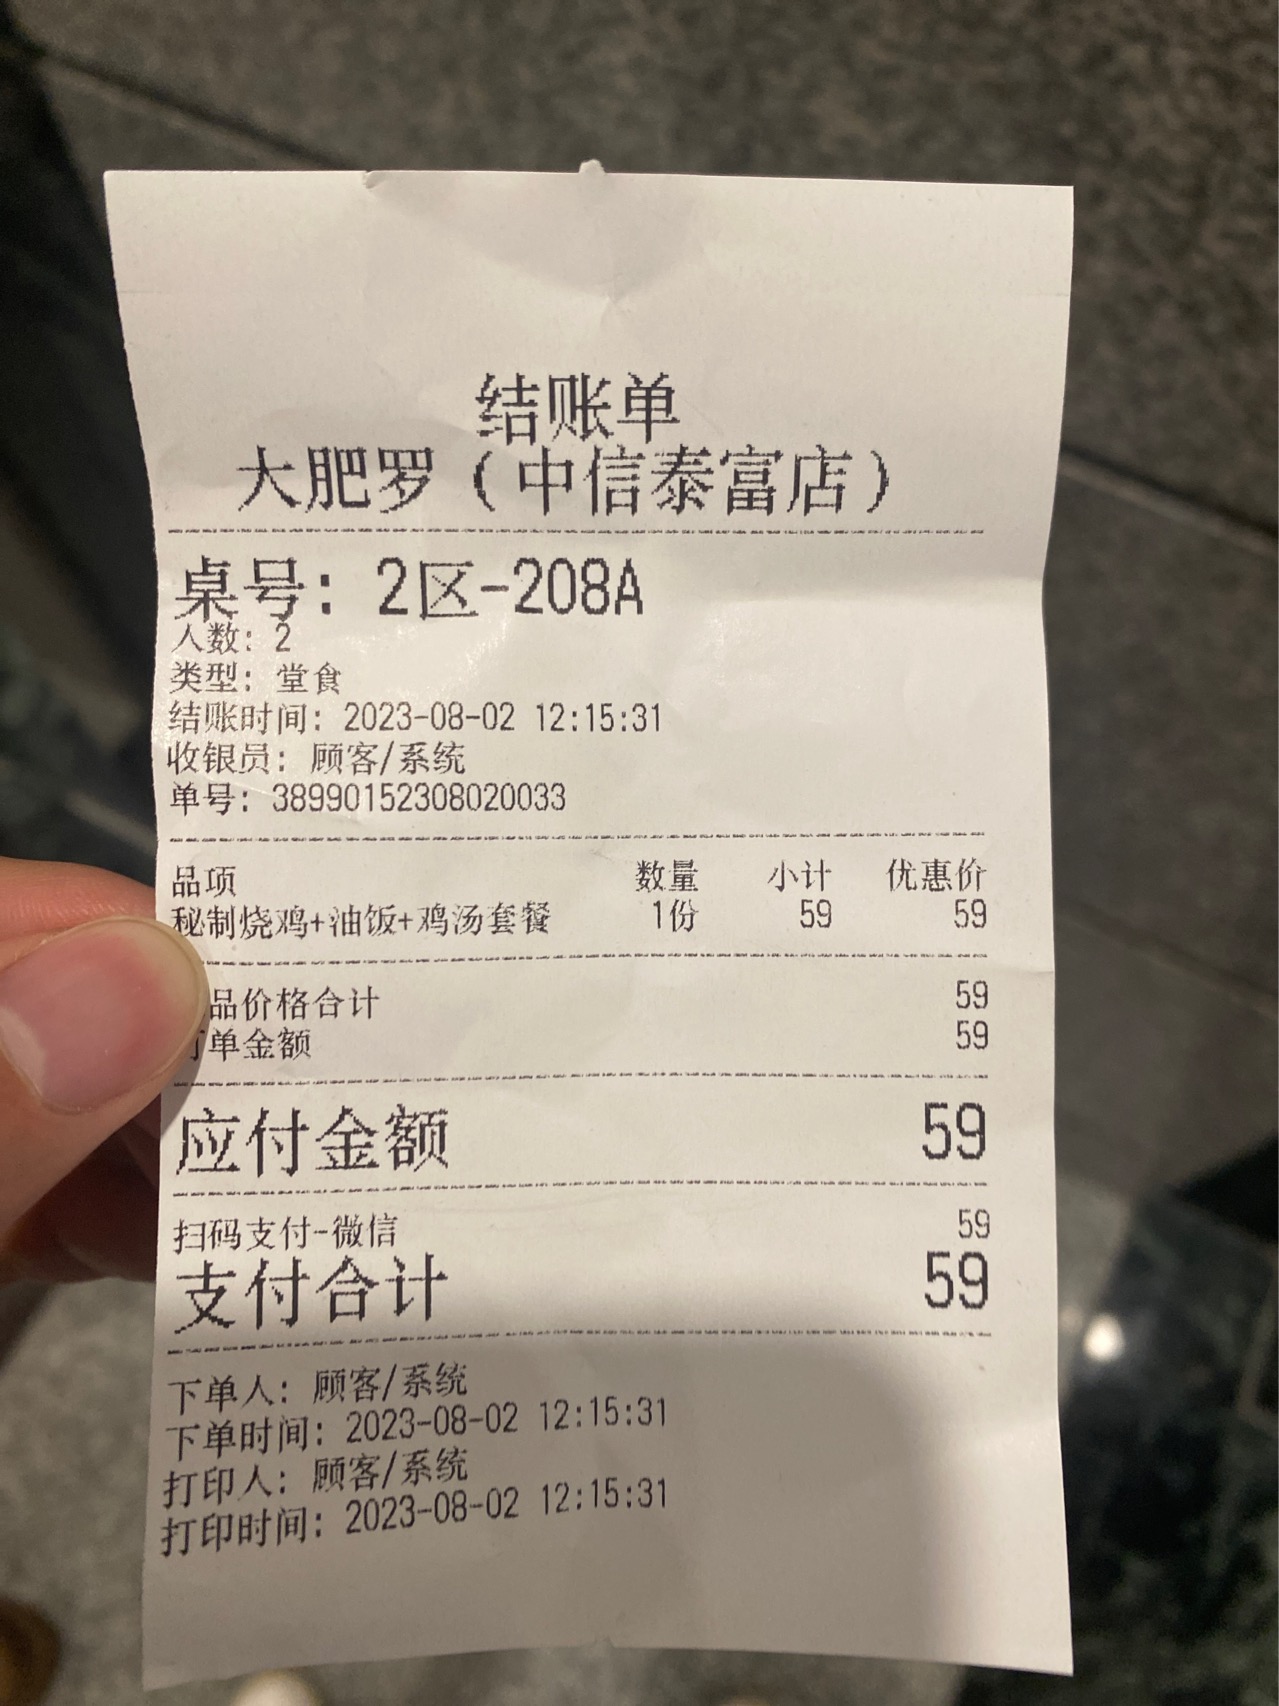 结账单
大肥罗（中信泰富店）
桌号：2区-208A
人数：2
类型：堂食
结账时间：2023-08-02 12:15:31
收银员：顾客/系统
单号：38990152308020033
品项 数量 小计 优惠价
秘制烧鸡+油饭+鸡汤套餐 1份 59 59
品价格合计 59
单金额 59
应付金额 59
扫码支付-微信 59
支付合计 59
下单人：顾客/系统
下单时间：2023-08-02 12:15:31
打印人：顾客/系统
打印时间：2023-08-02 12:15:31